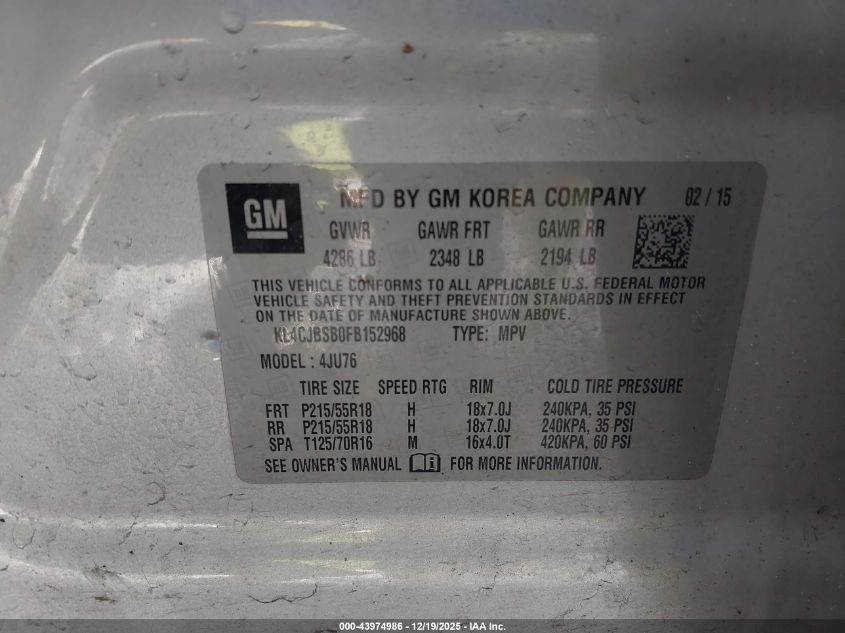 GM
MFD BY GM KOREA COMPANY 02 / 15
GVWR GAWR FRT GAWR RR
4286 LB 2348 LB 2194 LB
THIS VEHICLE CONFORMS TO ALL APPLICABLE U.S. FEDERAL MOTOR
VEHICLE SAFETY AND THEFT PREVENTION STANDARDS IN EFFECT
ON THE DATE OF MANUFACTURE SHOWN ABOVE.
KL4CJBSB0FB152968 TYPE: MPV
MODEL : 4JU76
TIRE SIZE SPEED RTG RIM COLD TIRE PRESSURE
FRT P215/55R18 H 18x7.0J 240KPA, 35 PSI
RR P215/55R18 H 18x7.0J 240KPA, 35 PSI
SPA T125/70R16 M 16x4.0T 420KPA, 60 PSI
SEE OWNER'S MANUAL FOR MORE INFORMATION.
000-43974986 - 12/19/2025 - IAA Inc.